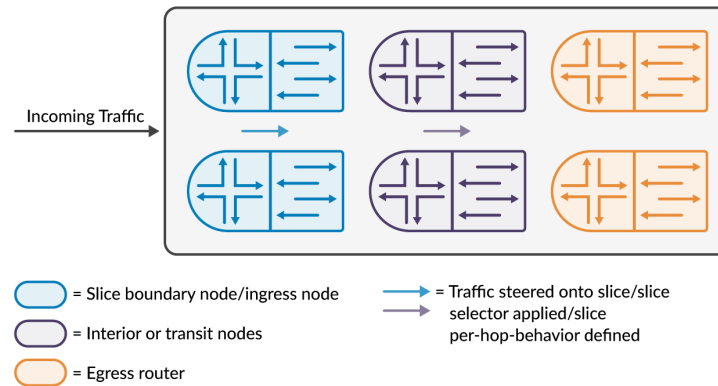 Incoming Traffic
= Slice boundary node/ingress node
= Interior or transit nodes
= Egress router
= Traffic steered onto slice/slice
selector applied/slice
per-hop-behavior defined